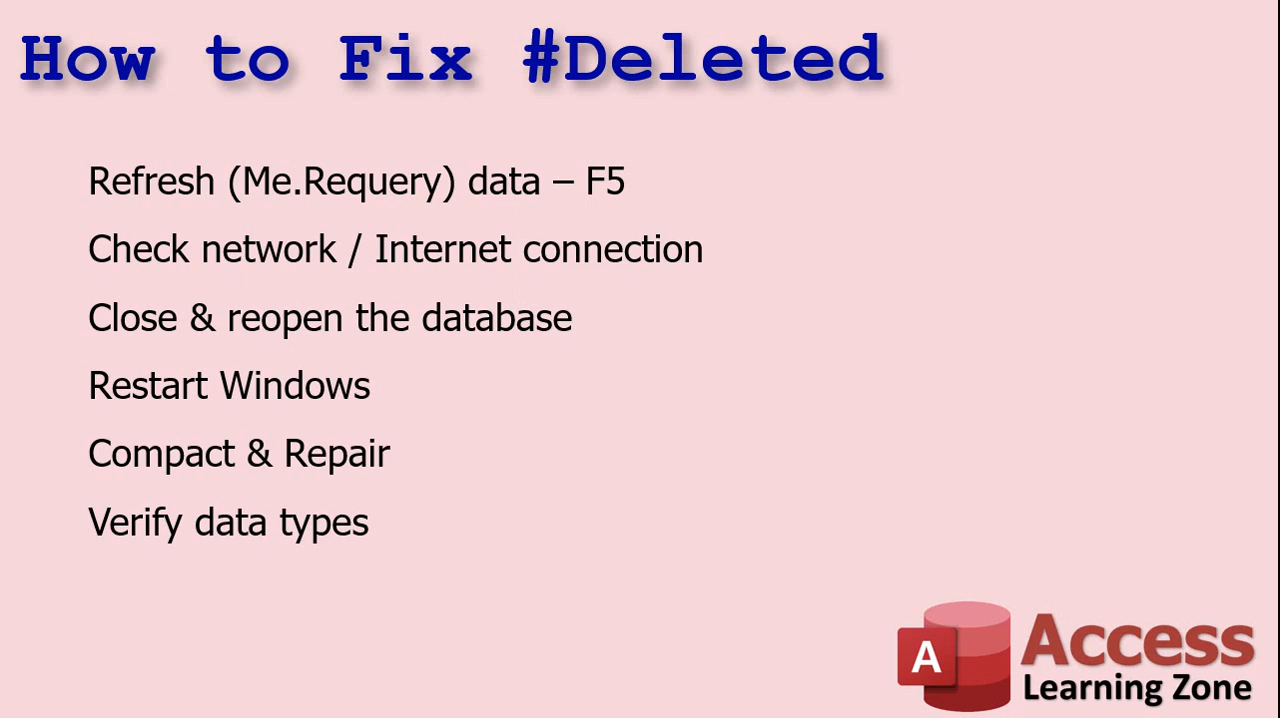 How to Fix #Deleted
Refresh (Me.Requery) data – F5
Check network / Internet connection
Close & reopen the database
Restart Windows
Compact & Repair
Verify data types
A
Access
Learning Zone